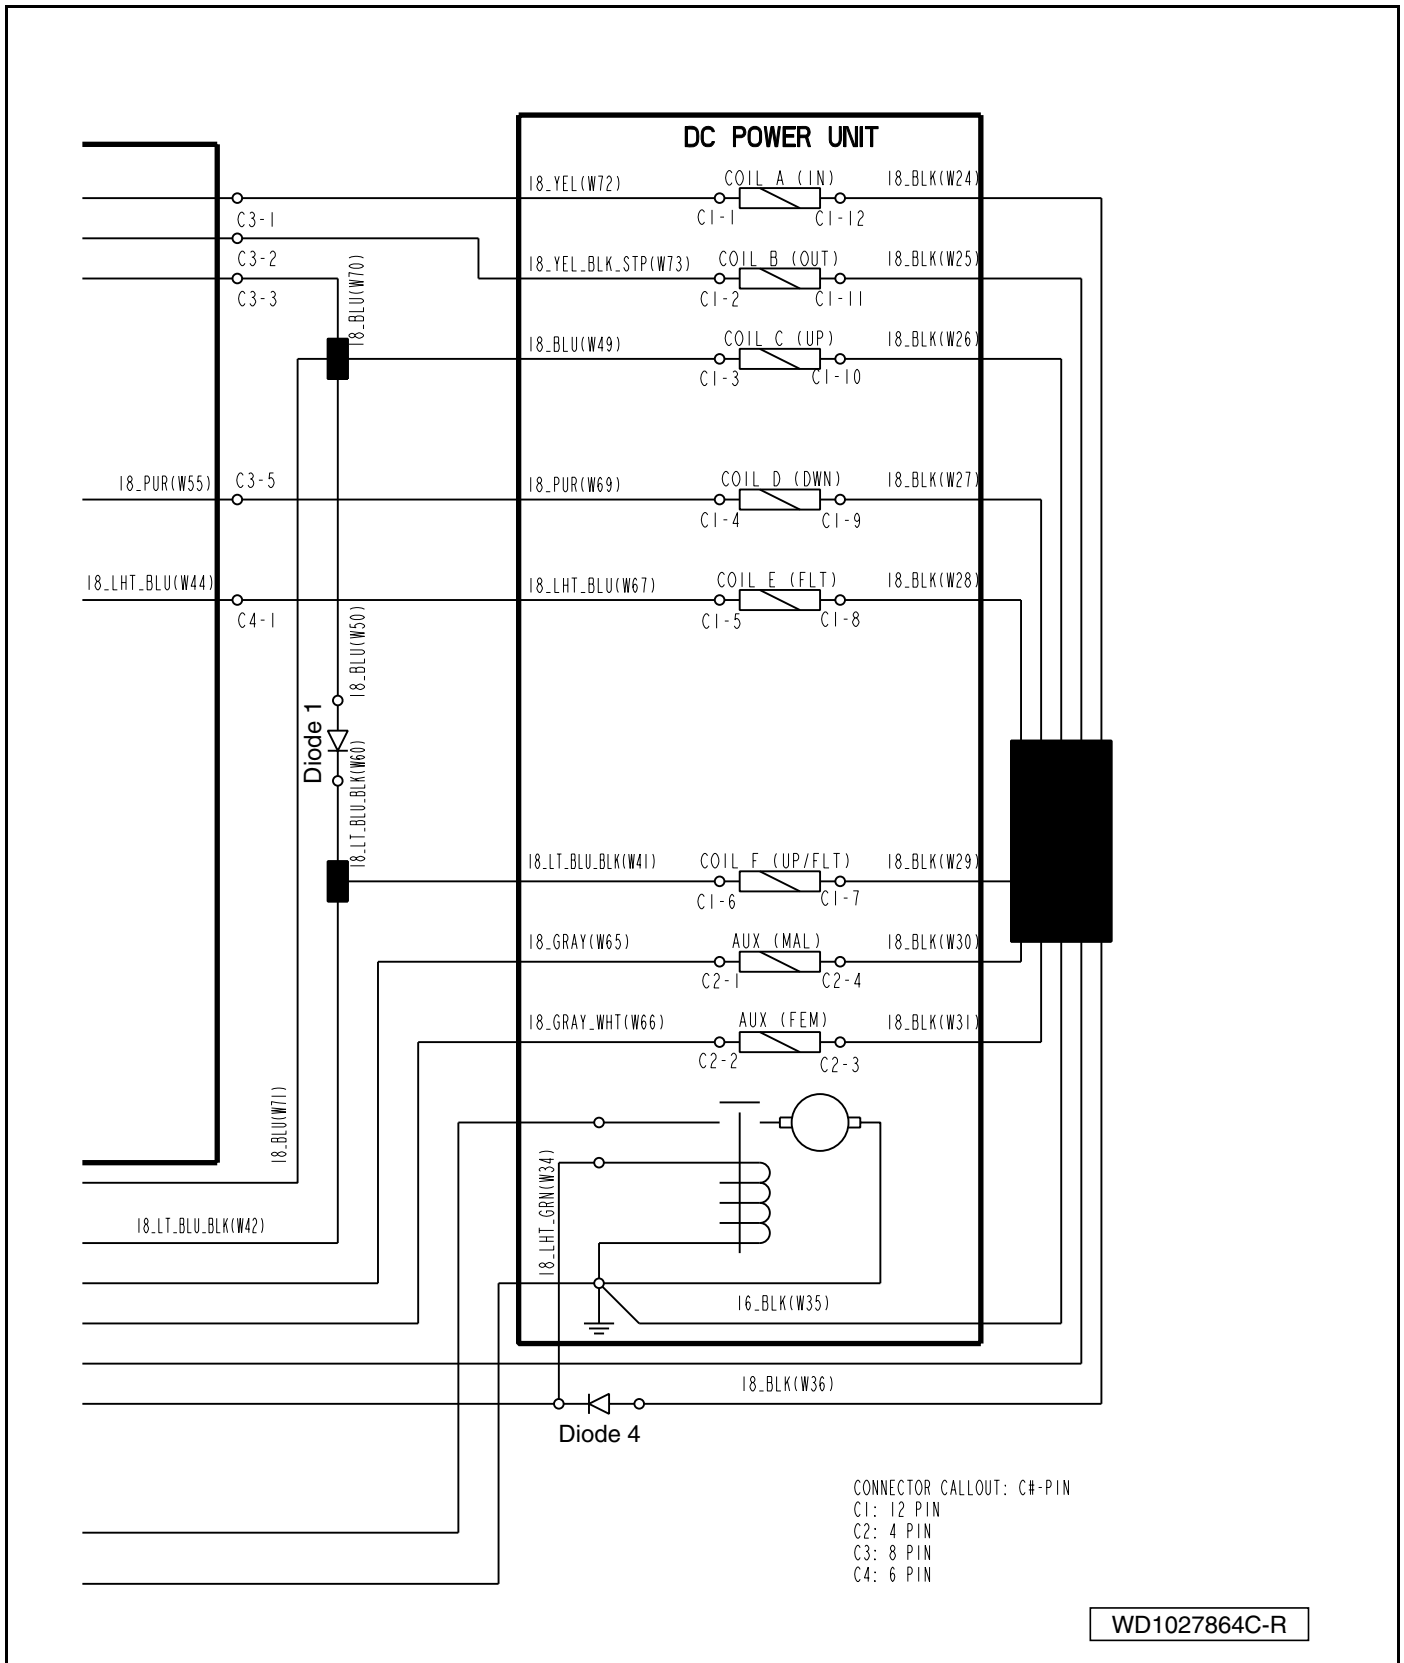 DC POWER UNIT
18_YEL(W72)
COIL A (IN)
18_BLK(W24)
C3-1
C1-1
C1-12
C3-2
18_YEL_BLK_STP(W73)
COIL B (OUT)
18_BLK(W25)
C3-3
C1-2
C1-11
18_BLU(W70)
18_BLU(W49)
COIL C (UP)
18_BLK(W26)
C1-3
C1-10
18_PUR(W55)
C3-5
18_PUR(W69)
COIL D (DWN)
18_BLK(W27)
C1-4
C1-9
18_LHT_BLU(W44)
18_LHT_BLU(W67)
COIL E (FLT)
18_BLK(W28)
C4-1
C1-5
C1-8
18_BLU(W50)
Diode 1
18_LT_BLU_BLK(W60)
18_LT_BLU_BLK(W41)
COIL F (UP/FLT)
18_BLK(W29)
C1-6
C1-7
18_GRAY(W65)
AUX (MAL)
18_BLK(W30)
C2-1
C2-4
18_GRAY_WHT(W66)
AUX (FEM)
18_BLK(W31)
C2-2
C2-3
18_BLU(W71)
18_LHT_GRN(W34)
18_LT_BLU_BLK(W42)
16_BLK(W35)
18_BLK(W36)
Diode 4
CONNECTOR CALLOUT: C#-PIN
C1: 12 PIN
C2: 4 PIN
C3: 8 PIN
C4: 6 PIN
WD1027864C-R